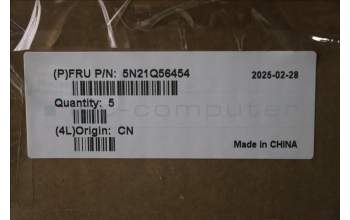 (P)FRU P/N: 5N21Q56454 2025-02-28
Quantity: 5
(4L)Origin: CN
Made in CHINA